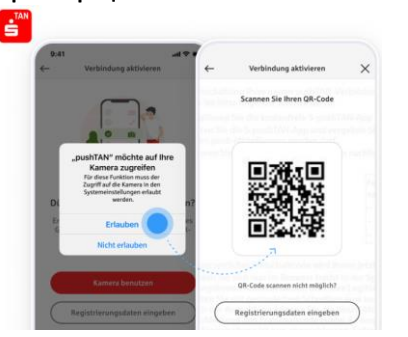 TAN
9:41
Verbindung aktivieren
„pushTAN" möchte auf Ihre
Kamera zugreifen
Für diese Funktion muss der
Zugriff auf die Kamera in den
Systemeinstellungen erlaubt
werden.
Erlauben
Nicht erlauben
Kamera benutzen
Registrierungsdaten eingeben
Verbindung aktivieren
Scannen Sie Ihren QR-Code
QR-Code scannen nicht möglich?
Registrierungsdaten eingeben